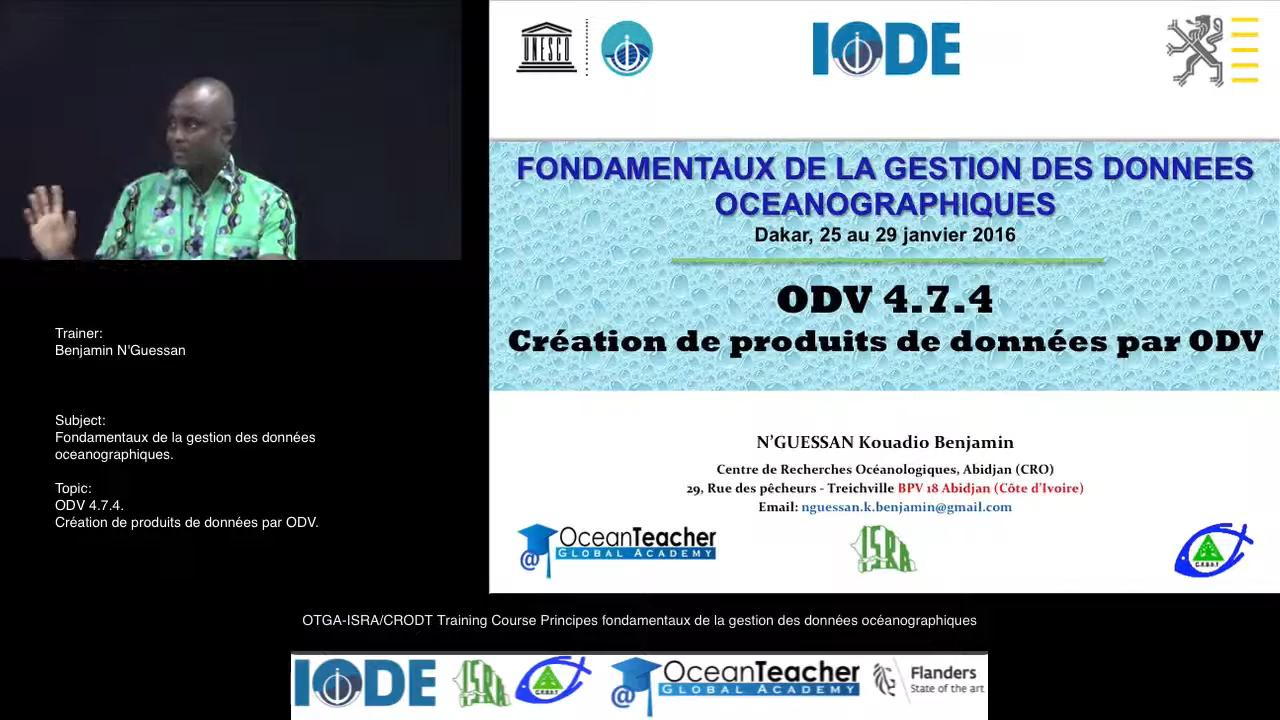 UNESCO
IODE
FONDAMENTAUX DE LA GESTION DES DONNEES
OCEANOGRAPHIQUES
Dakar, 25 au 29 janvier 2016
ODV 4.7.4
Création de produits de données par ODV
N'GUESSAN Kouadio Benjamin
Centre de Recherches Océanologiques, Abidjan (CRO)
29, Rue des pêcheurs - Treichville BPV 18 Abidjan (Côte d'Ivoire)
Email: nguessan.k.benjamin@gmail.com
@ OceanTeacher
GLOBAL ACADEMY
ISRA
C.R.O.D.T
Trainer:
Benjamin N'Guessan
Subject:
Fondamentaux de la gestion des données
oceanographiques.
Topic:
ODV 4.7.4.
Création de produits de données par ODV.
OTGA-ISRA/CRODT Training Course Principes fondamentaux de la gestion des données océanographiques
IODE
ISRA
C.R.O.D.T
@ OceanTeacher
GLOBAL ACADEMY
Flanders
State of the art